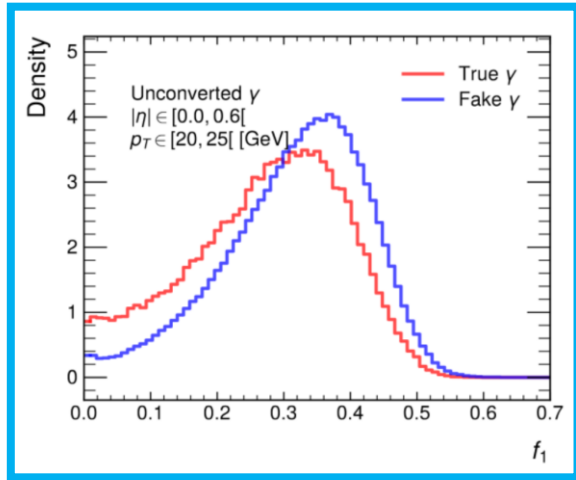 Density
5
4
3
2
1
0
Unconverted γ
|η| ∈ [0.0, 0.6[
p_T ∈ [20, 25[ [GeV]
True γ
Fake γ
0.0 0.1 0.2 0.3 0.4 0.5 0.6 0.7
f_1